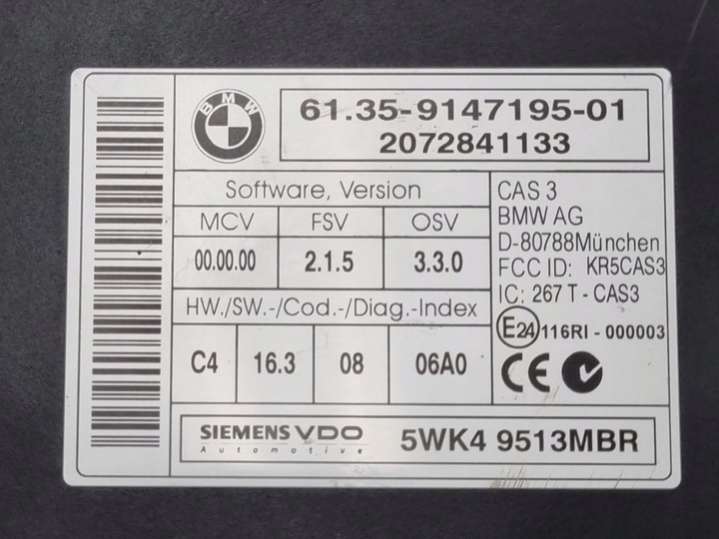 BMW
61.35-9147195-01
2072841133
Software, Version
MCV FSV OSV
00.00.00 2.1.5 3.3.0
HW./SW.-/Cod.-/Diag.-Index
C4 16.3 08 06A0
CAS 3
BMW AG
D-80788München
FCC ID: KR5CAS3
IC: 267 T - CAS3
E24 116RI - 000003
CE
SIEMENS VDO
Automotive
5WK4 9513MBR